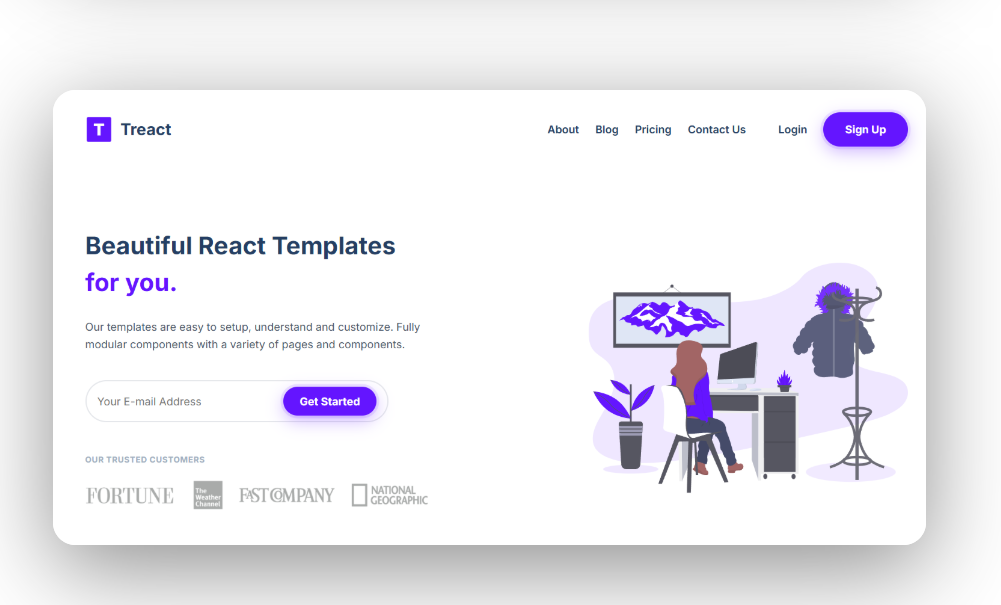 T Treact
About Blog Pricing Contact Us Login Sign Up
Beautiful React Templates
for you.
Our templates are easy to setup, understand and customize. Fully
modular components with a variety of pages and components.
Your E-mail Address Get Started
OUR TRUSTED CUSTOMERS
FORTUNE
The
Weather
Channel
FAST COMPANY
NATIONAL
GEOGRAPHIC